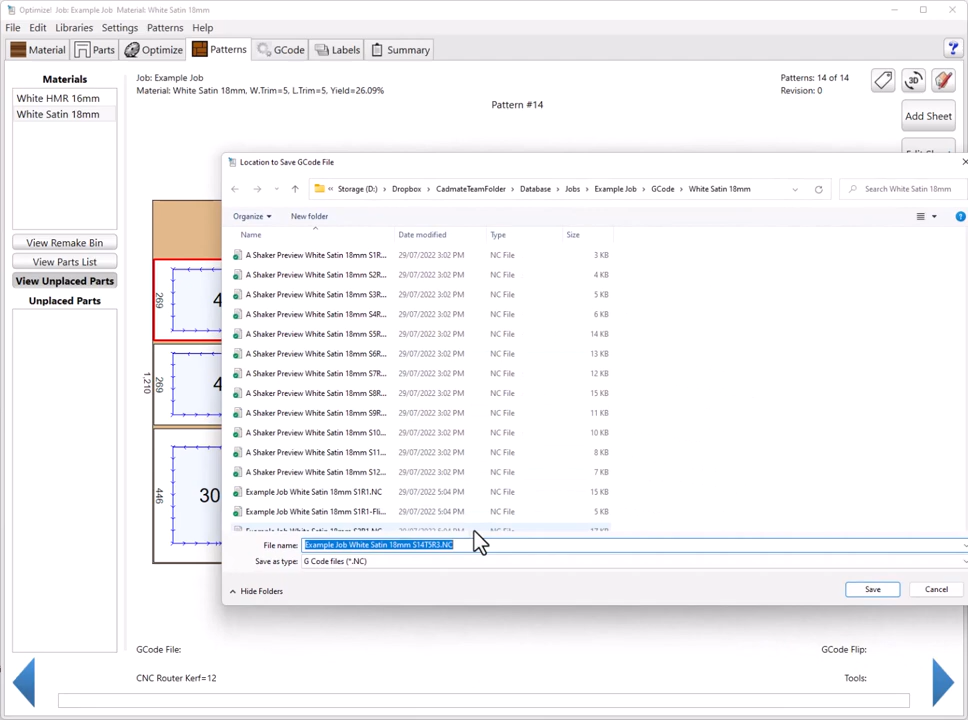 Optimize! Job: Example Job Material: White Satin 18mm
File Edit Libraries Settings Patterns Help
Material Parts Optimize Patterns GCode Labels Summary ?
Materials
White HMR 16mm
White Satin 18mm
View Remake Bin
View Parts List
View Unplaced Parts
Unplaced Parts
Job: Example Job
Material: White Satin 18mm, W.Trim=5, L.Trim=5, Yield=26.09%
Pattern #14
Patterns: 14 of 14
Revision: 0
3D
Add Sheet
269
4
269
4
1,210
446
30
Location to Save GCode File
« Storage (D:) > Dropbox > CadmateTeamFolder > Database > Jobs > Example Job > GCode > White Satin 18mm
Search White Satin 18mm
Organize New folder ?
Name Date modified Type Size
A Shaker Preview White Satin 18mm S1R... 29/07/2022 3:02 PM NC File 3 KB
A Shaker Preview White Satin 18mm S2R... 29/07/2022 3:02 PM NC File 4 KB
A Shaker Preview White Satin 18mm S3R... 29/07/2022 3:02 PM NC File 5 KB
A Shaker Preview White Satin 18mm S4R... 29/07/2022 3:02 PM NC File 6 KB
A Shaker Preview White Satin 18mm S5R... 29/07/2022 3:02 PM NC File 14 KB
A Shaker Preview White Satin 18mm S6R... 29/07/2022 3:02 PM NC File 13 KB
A Shaker Preview White Satin 18mm S7R... 29/07/2022 3:02 PM NC File 12 KB
A Shaker Preview White Satin 18mm S8R... 29/07/2022 3:02 PM NC File 15 KB
A Shaker Preview White Satin 18mm S9R... 29/07/2022 3:02 PM NC File 11 KB
A Shaker Preview White Satin 18mm S10... 29/07/2022 3:02 PM NC File 10 KB
A Shaker Preview White Satin 18mm S11... 29/07/2022 3:02 PM NC File 8 KB
A Shaker Preview White Satin 18mm S12... 29/07/2022 3:02 PM NC File 7 KB
Example Job White Satin 18mm S1R1.NC 29/07/2022 5:04 PM NC File 15 KB
Example Job White Satin 18mm S1R1-Fli... 29/07/2022 5:04 PM NC File 5 KB
Example Job White Satin 18mm S2R1.NC 29/07/2022 5:04 PM NC File 17 KB
File name: Example Job White Satin 18mm S14T5R3.NC
Save as type: G Code files (*.NC)
Hide Folders Save Cancel
GCode File: GCode Flip:
CNC Router Kerf=12 Tools: